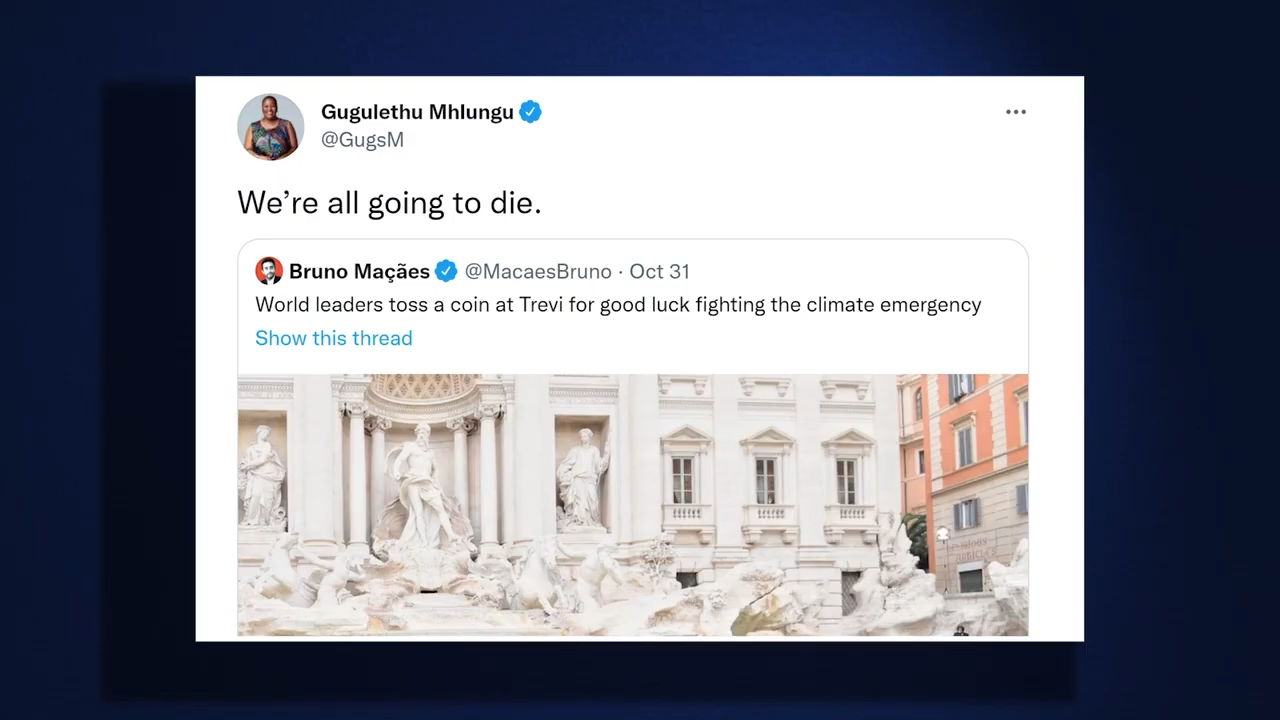 Gugulethu Mhlungu
@GugsM
We’re all going to die.
Bruno Maçães @MacaesBruno · Oct 31
World leaders toss a coin at Trevi for good luck fighting the climate emergency
Show this thread